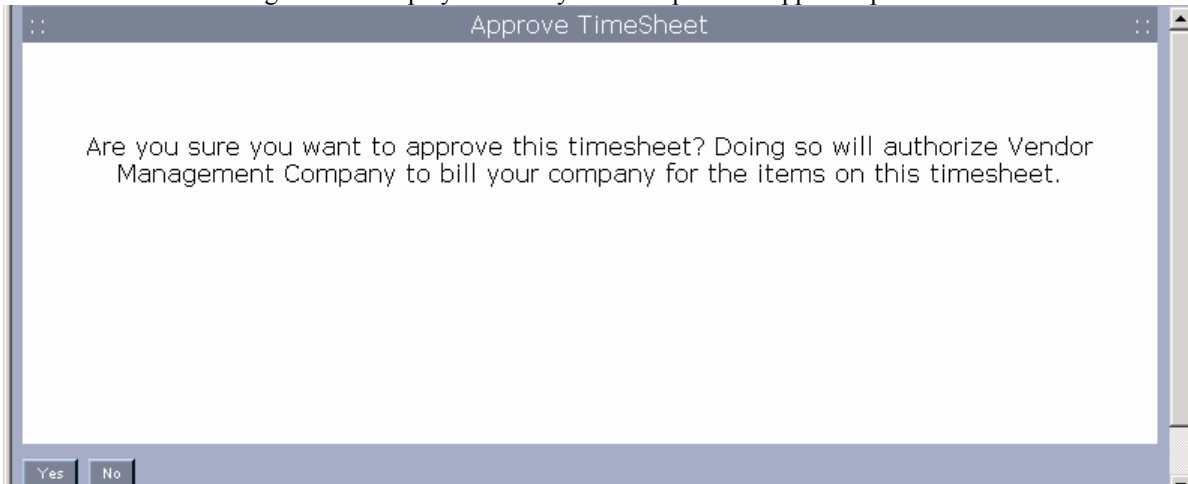 :: Approve TimeSheet ::
Are you sure you want to approve this timesheet? Doing so will authorize Vendor
Management Company to bill your company for the items on this timesheet.
Yes No